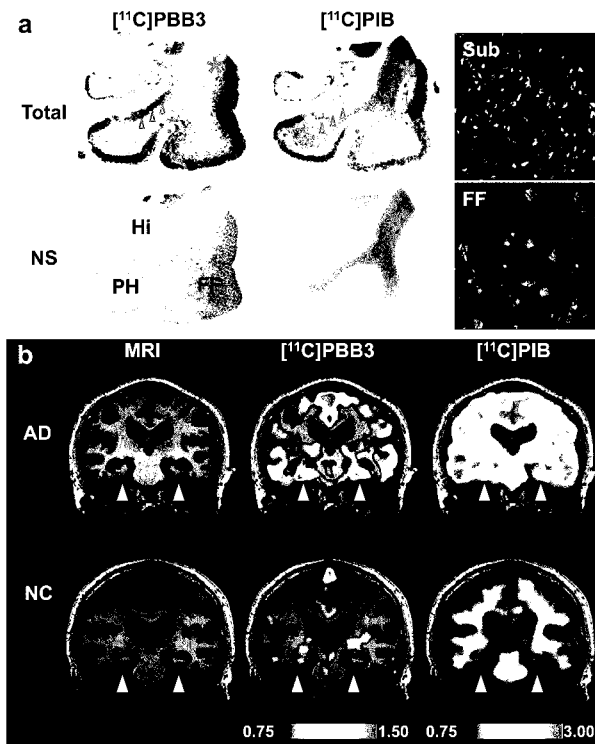 a
[¹¹C]PBB3
[¹¹C]PIB
Total
Sub
NS
Hi
PH
FF
FF
b
MRI
[¹¹C]PBB3
[¹¹C]PIB
AD
NC
0.75
1.50
0.75
3.00